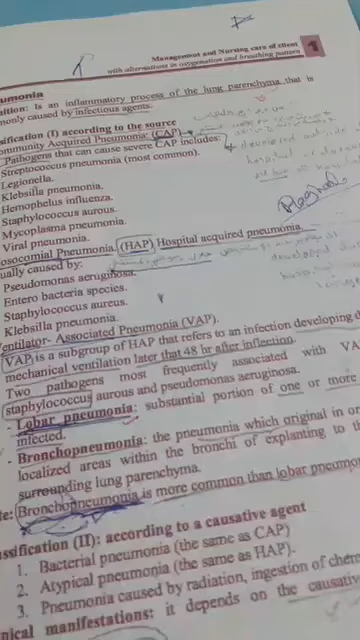 Management and Nursing care of client
with alternations in oxygenation and breathing pattern
1
umonia
ition: Is an inflammatory process of the lung parenchyma that is
monly caused by infectious agents.
ssification (I) according to the source
ommunity Acquired Pneumonia: (CAP)
Pathogens that can cause severe CAP includes:
Streptococcus pneumonia (most common).
Legionella.
Klebsilla pneumonia.
Hemophelus influenza.
Staphylococcus aurous.
Mycoplasma pneumonia.
Viral pneumonia.
osocomial Pneumonia (HAP) Hospital acquired pneumonia.
ually caused by:
Pseudomonas aeruginosa.
Entero bacteria species.
Staphylococcus aureus.
Klebsilla pneumonia.
Ventilator- Associated Pneumonia (VAP).
VAP is a subgroup of HAP that refers to an infection developing d
mechanical ventilation later that 48 hr after inflection.
Two pathogens most frequently associated with VA
staphylococcus aurous and pseudomonas aeruginosa.
- Lobar pneumonia: substantial portion of one or more
infected.
- Bronchopneumonia: the pneumonia which original in o
localized areas within the bronchi of explanting to th
surrounding lung parenchyma.
te: Bronchopneumonia is more common than lobar pneumon
ssification (II): according to a causative agent
1. Bacterial pneumonia (the same as CAP)
2. Atypical pneumonia (the same as HAP).
3. Pneumonia caused by radiation, ingestion of chem
nical manifestations: it depends on the causative